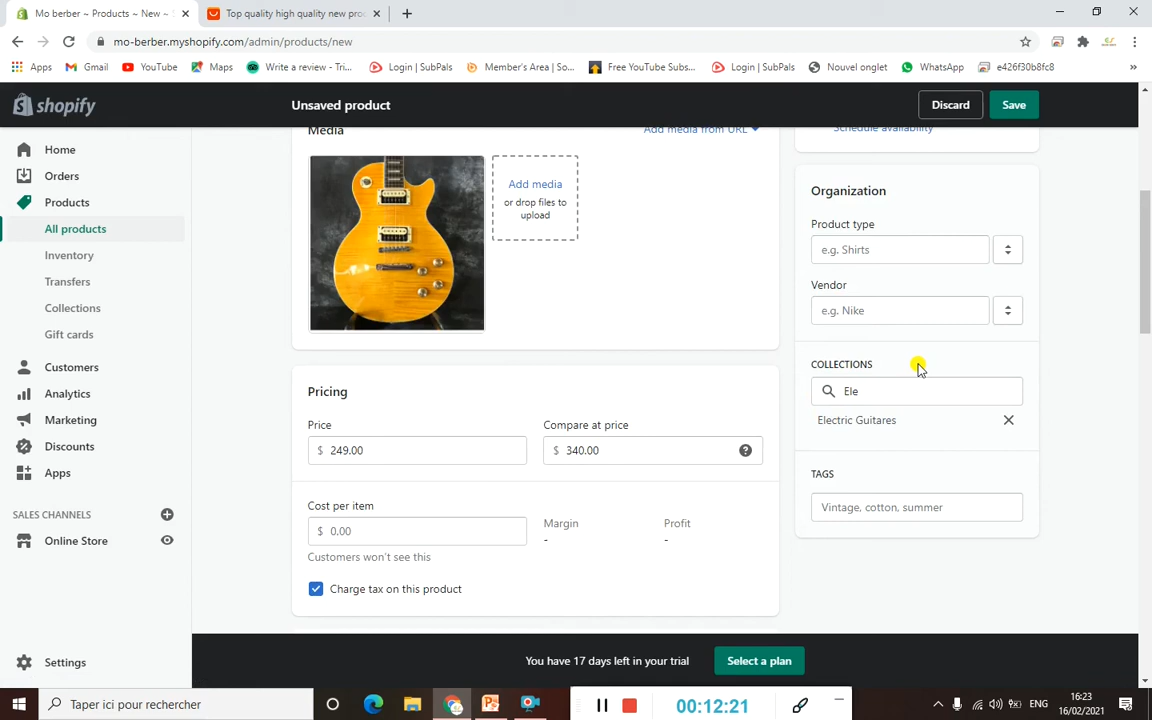 Mo berber ~ Products ~ New ~
Top quality high quality new pro
mo-berber.myshopify.com/admin/products/new
Apps
Gmail
YouTube
Maps
Write a review - Tri...
Login | SubPals
Member's Area | So...
Free YouTube Subs...
Login | SubPals
Nouvel onglet
WhatsApp
e426f30b8fc8
shopify
Unsaved product
Discard
Save
Home
Orders
Products
All products
Inventory
Transfers
Collections
Gift cards
Customers
Analytics
Marketing
Discounts
Apps
SALES CHANNELS
Online Store
Settings
Media
Add media from URL
Add media
or drop files to
upload
Pricing
Price
$ 249.00
Compare at price
$ 340.00
Cost per item
$ 0.00
Customers won't see this
Margin
-
Profit
-
Charge tax on this product
Schedule availability
Organization
Product type
e.g. Shirts
Vendor
e.g. Nike
COLLECTIONS
Ele
Electric Guitares
TAGS
Vintage, cotton, summer
You have 17 days left in your trial
Select a plan
Taper ici pour rechercher
00:12:21
ENG
16:23
16/02/2021